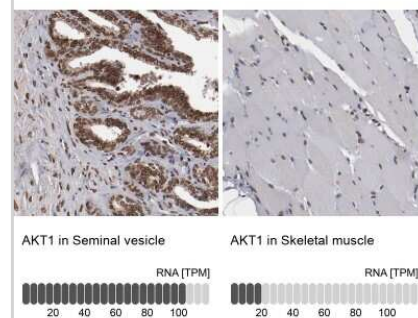 AKT1 in Seminal vesicle
AKT1 in Skeletal muscle
RNA [TPM]
RNA [TPM]
20 40 60 80 100
20 40 60 80 100